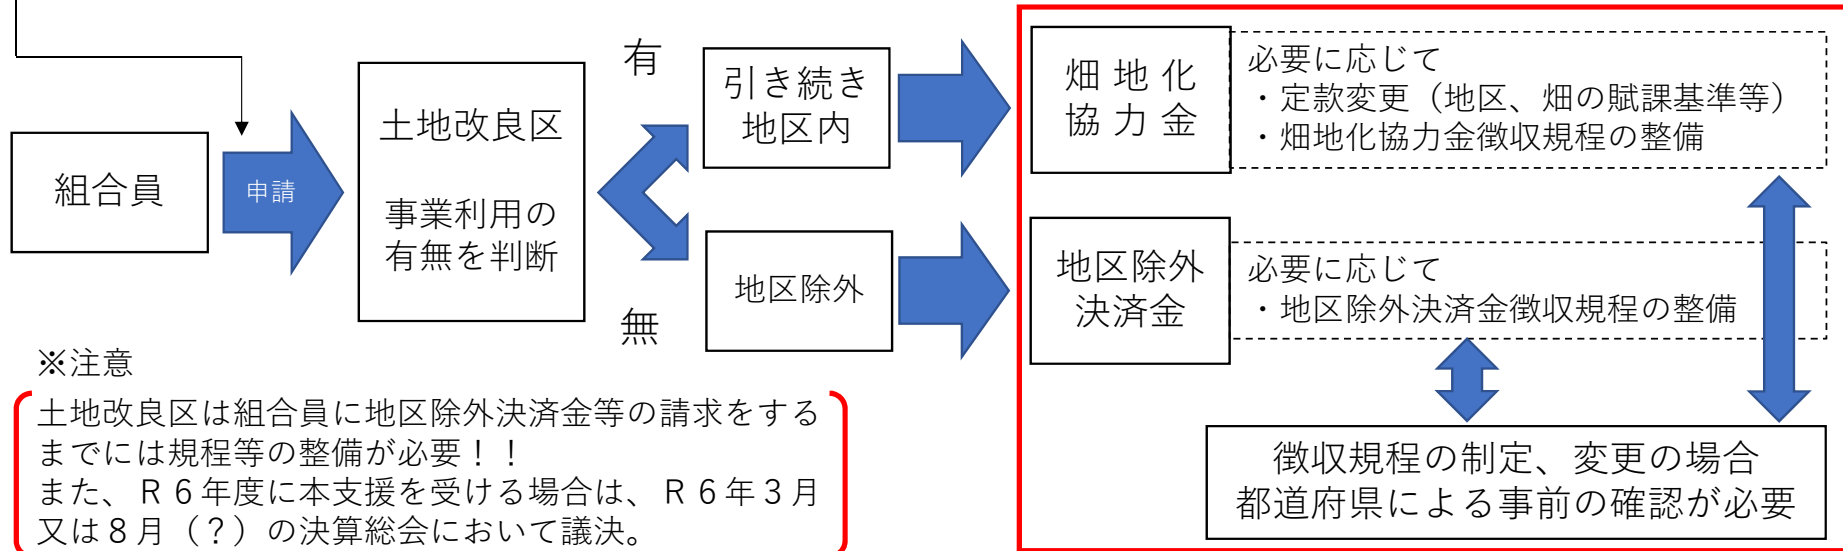 組合員
申請
土地改良区
事業利用の
有無を判断
有
無
引き続き
地区内
地区除外
畑地化
協力金
必要に応じて
・定款変更（地区、畑の賦課基準等）
・畑地化協力金徴収規程の整備
地区除外
決済金
必要に応じて
・地区除外決済金徴収規程の整備
徴収規程の制定、変更の場合
都道府県による事前の確認が必要
※注意
土地改良区は組合員に地区除外決済金等の請求をする
までには規程等の整備が必要！！
また、Ｒ６年度に本支援を受ける場合は、Ｒ６年３月
又は８月（？）の決算総会において議決。